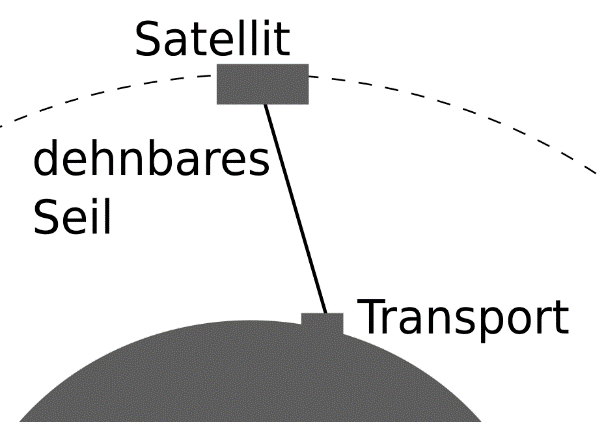 Satellit
dehnbares
Seil
Transport